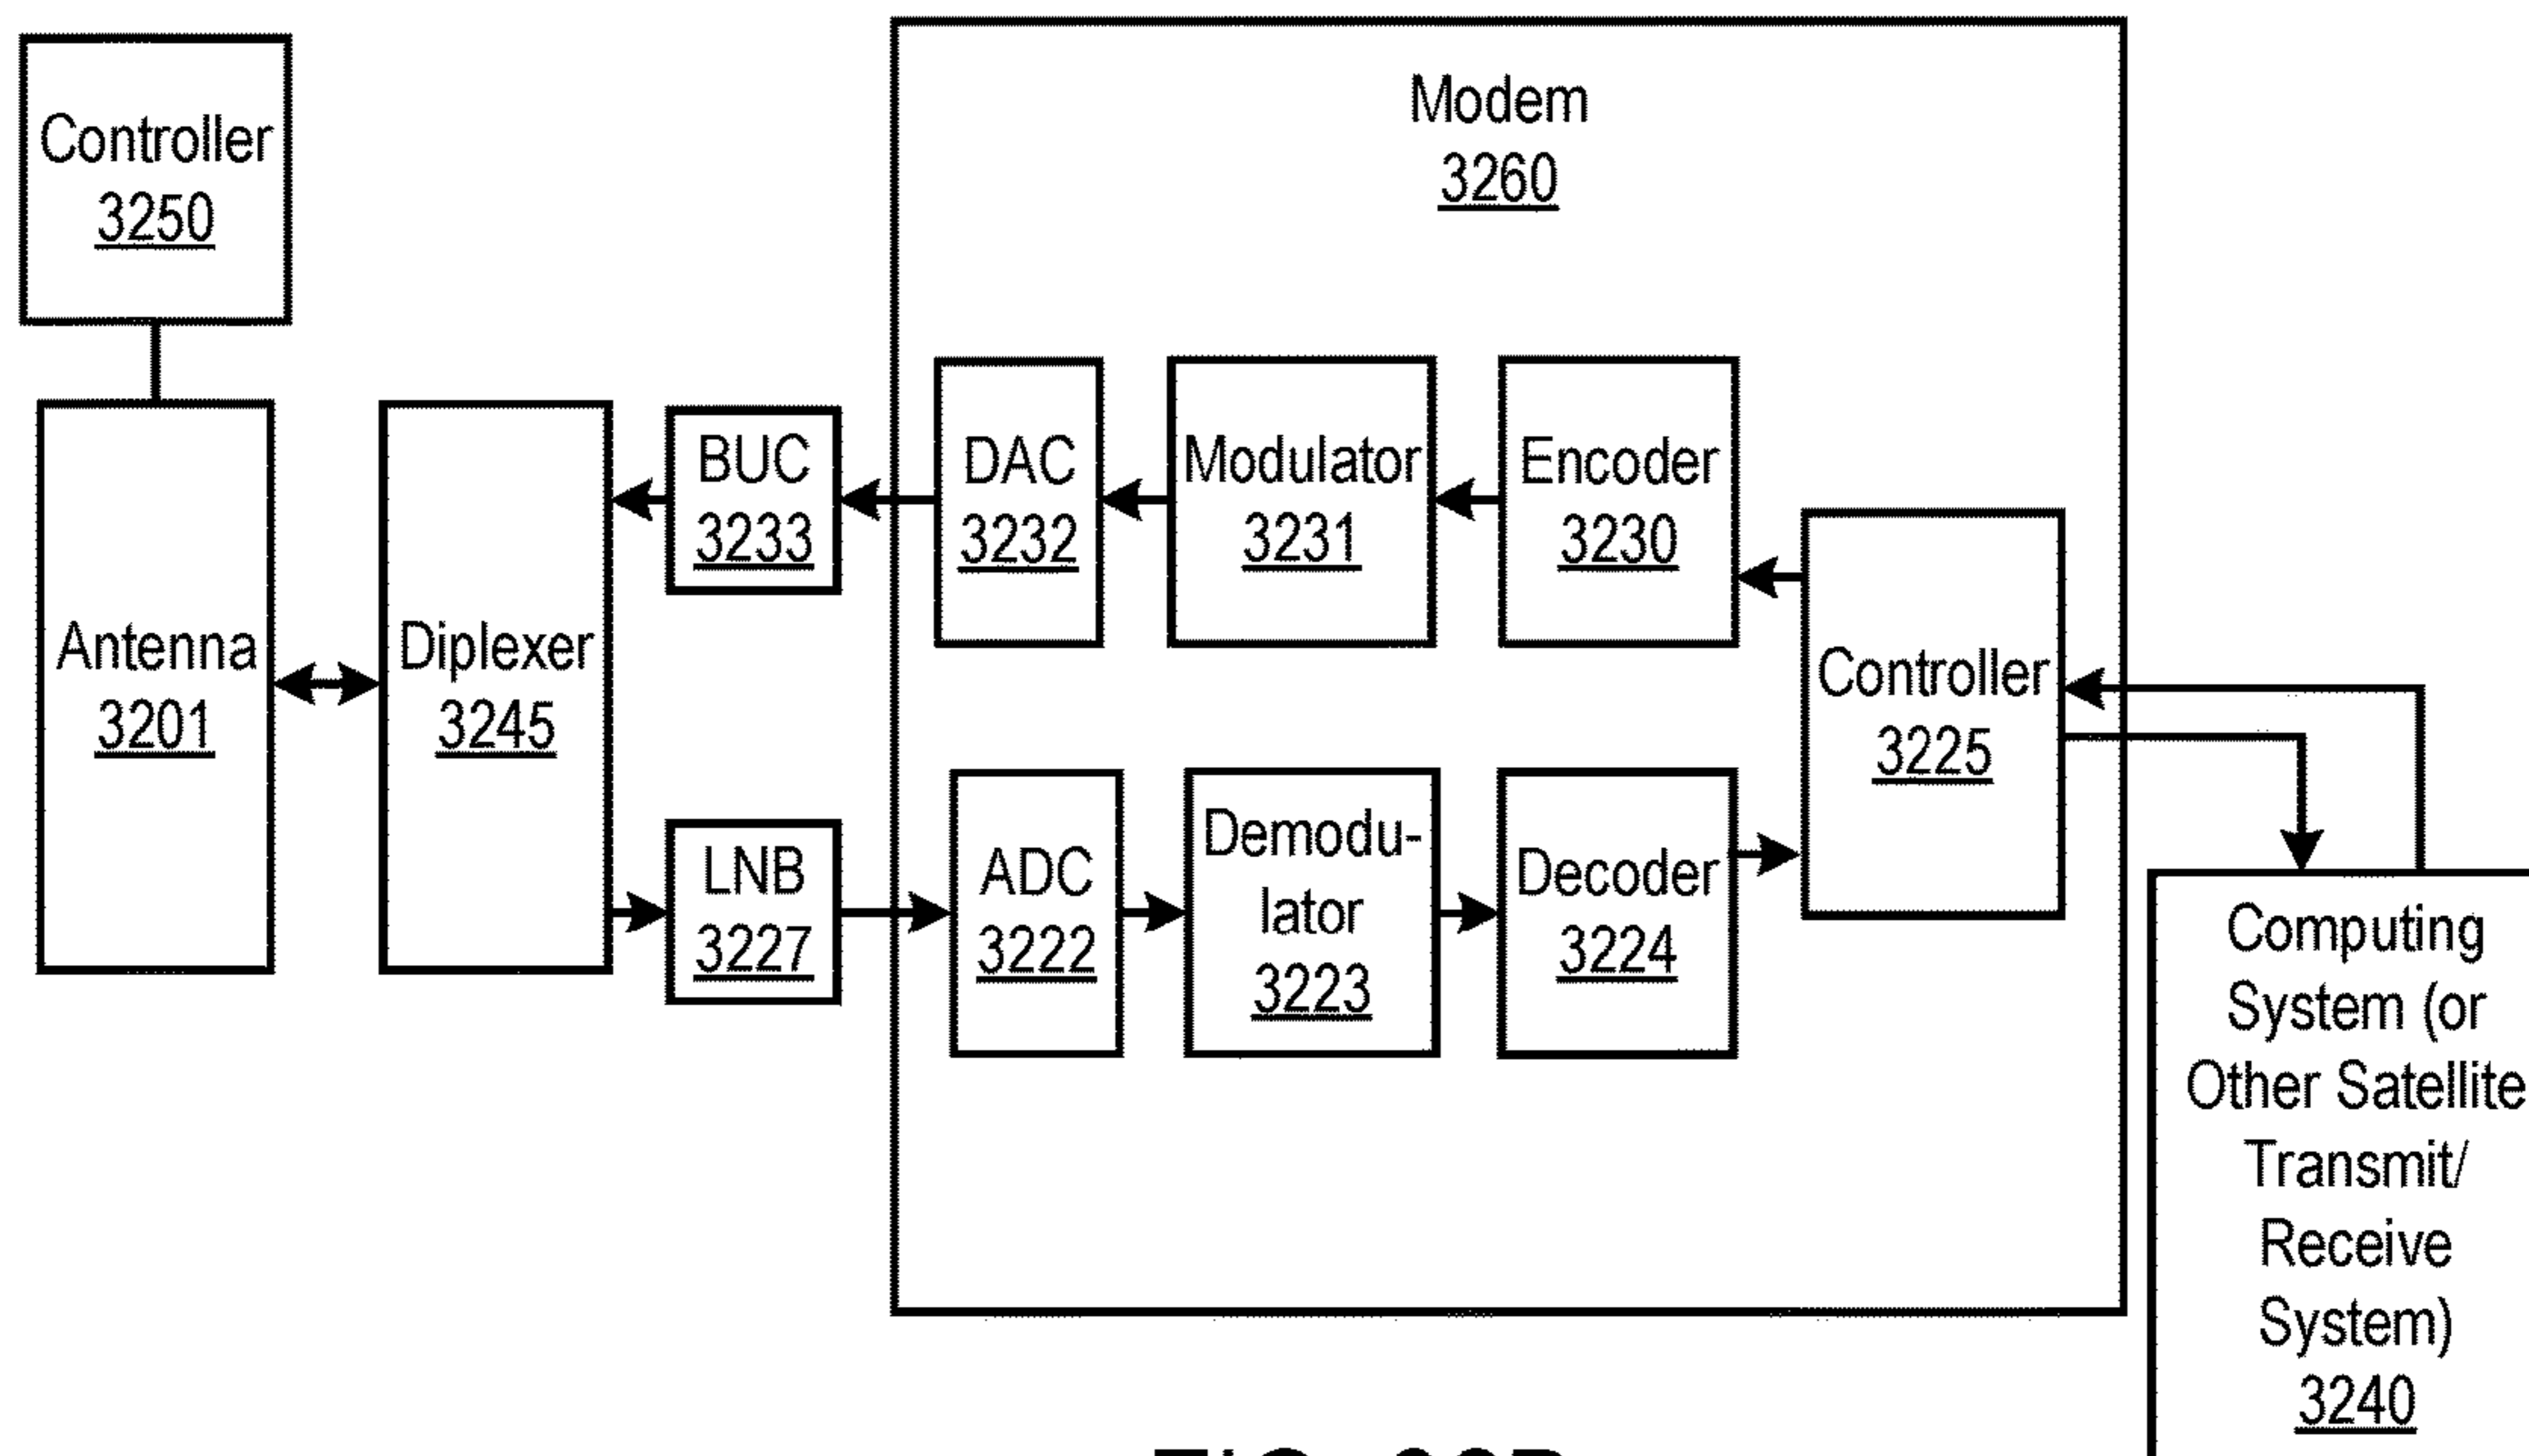 Controller
3250
Modem
3260
Antenna
3201
Diplexer
3245
BUC
3233
DAC
3232
Modulator
3231
Encoder
3230
LNB
3227
ADC
3222
Demodu-
lator
3223
Decoder
3224
Controller
3225
Computing
System (or
Other Satellite
Transmit/
Receive
System)
3240